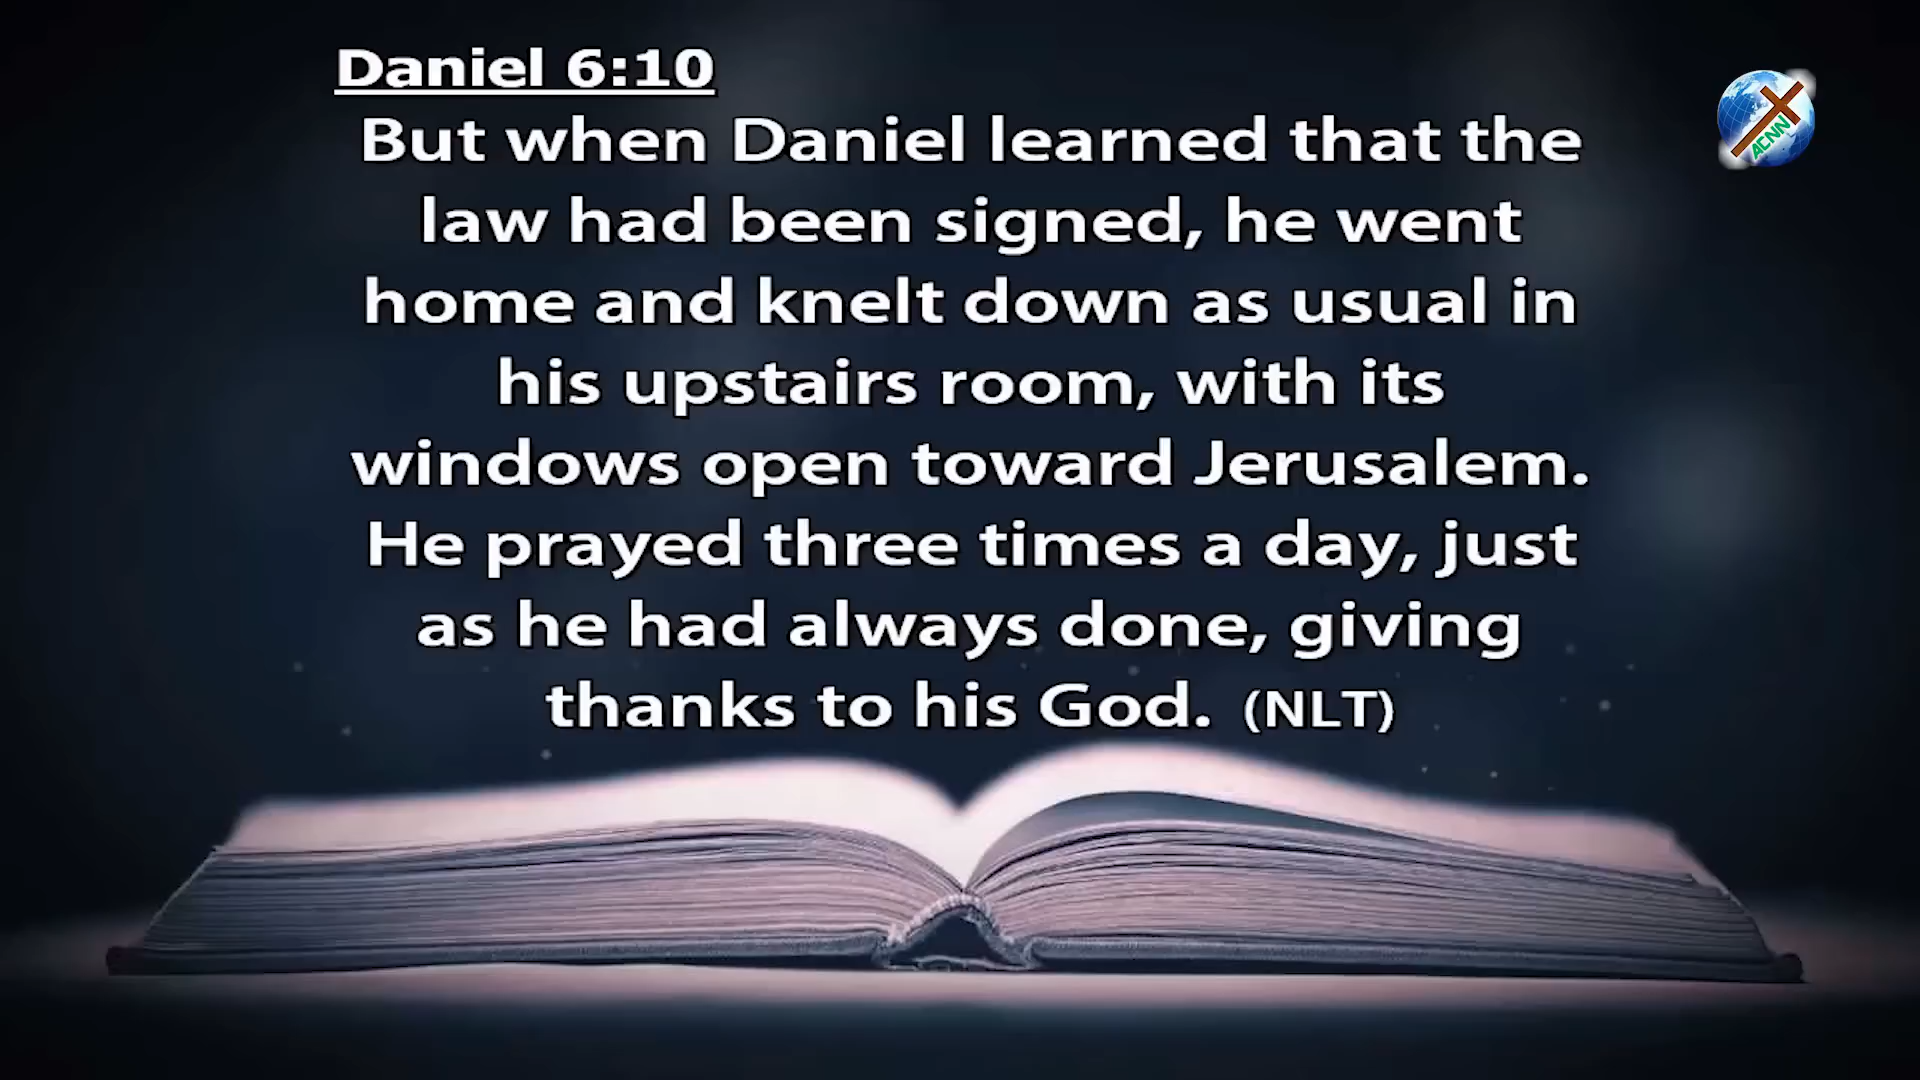 Daniel 6:10
But when Daniel learned that the
law had been signed, he went
home and knelt down as usual in
his upstairs room, with its
windows open toward Jerusalem.
He prayed three times a day, just
as he had always done, giving
thanks to his God. (NLT)
ACNN